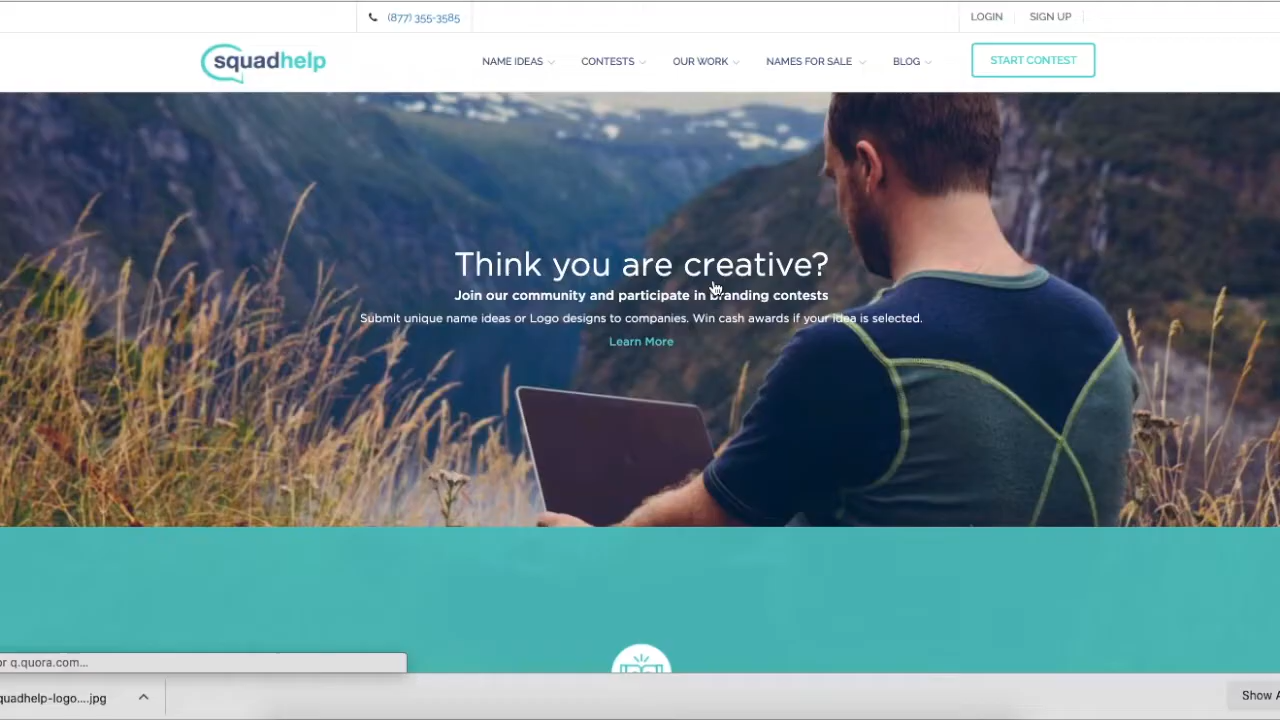 (877) 355-3585
LOGIN
SIGN UP
squadhelp
NAME IDEAS
CONTESTS
OUR WORK
NAMES FOR SALE
BLOG
START CONTEST
Think you are creative?
Join our community and participate in branding contests
Submit unique name ideas or Logo designs to companies. Win cash awards if your idea is selected.
Learn More
or q.quora.com...
quadhelp-logo....jpg
Show A